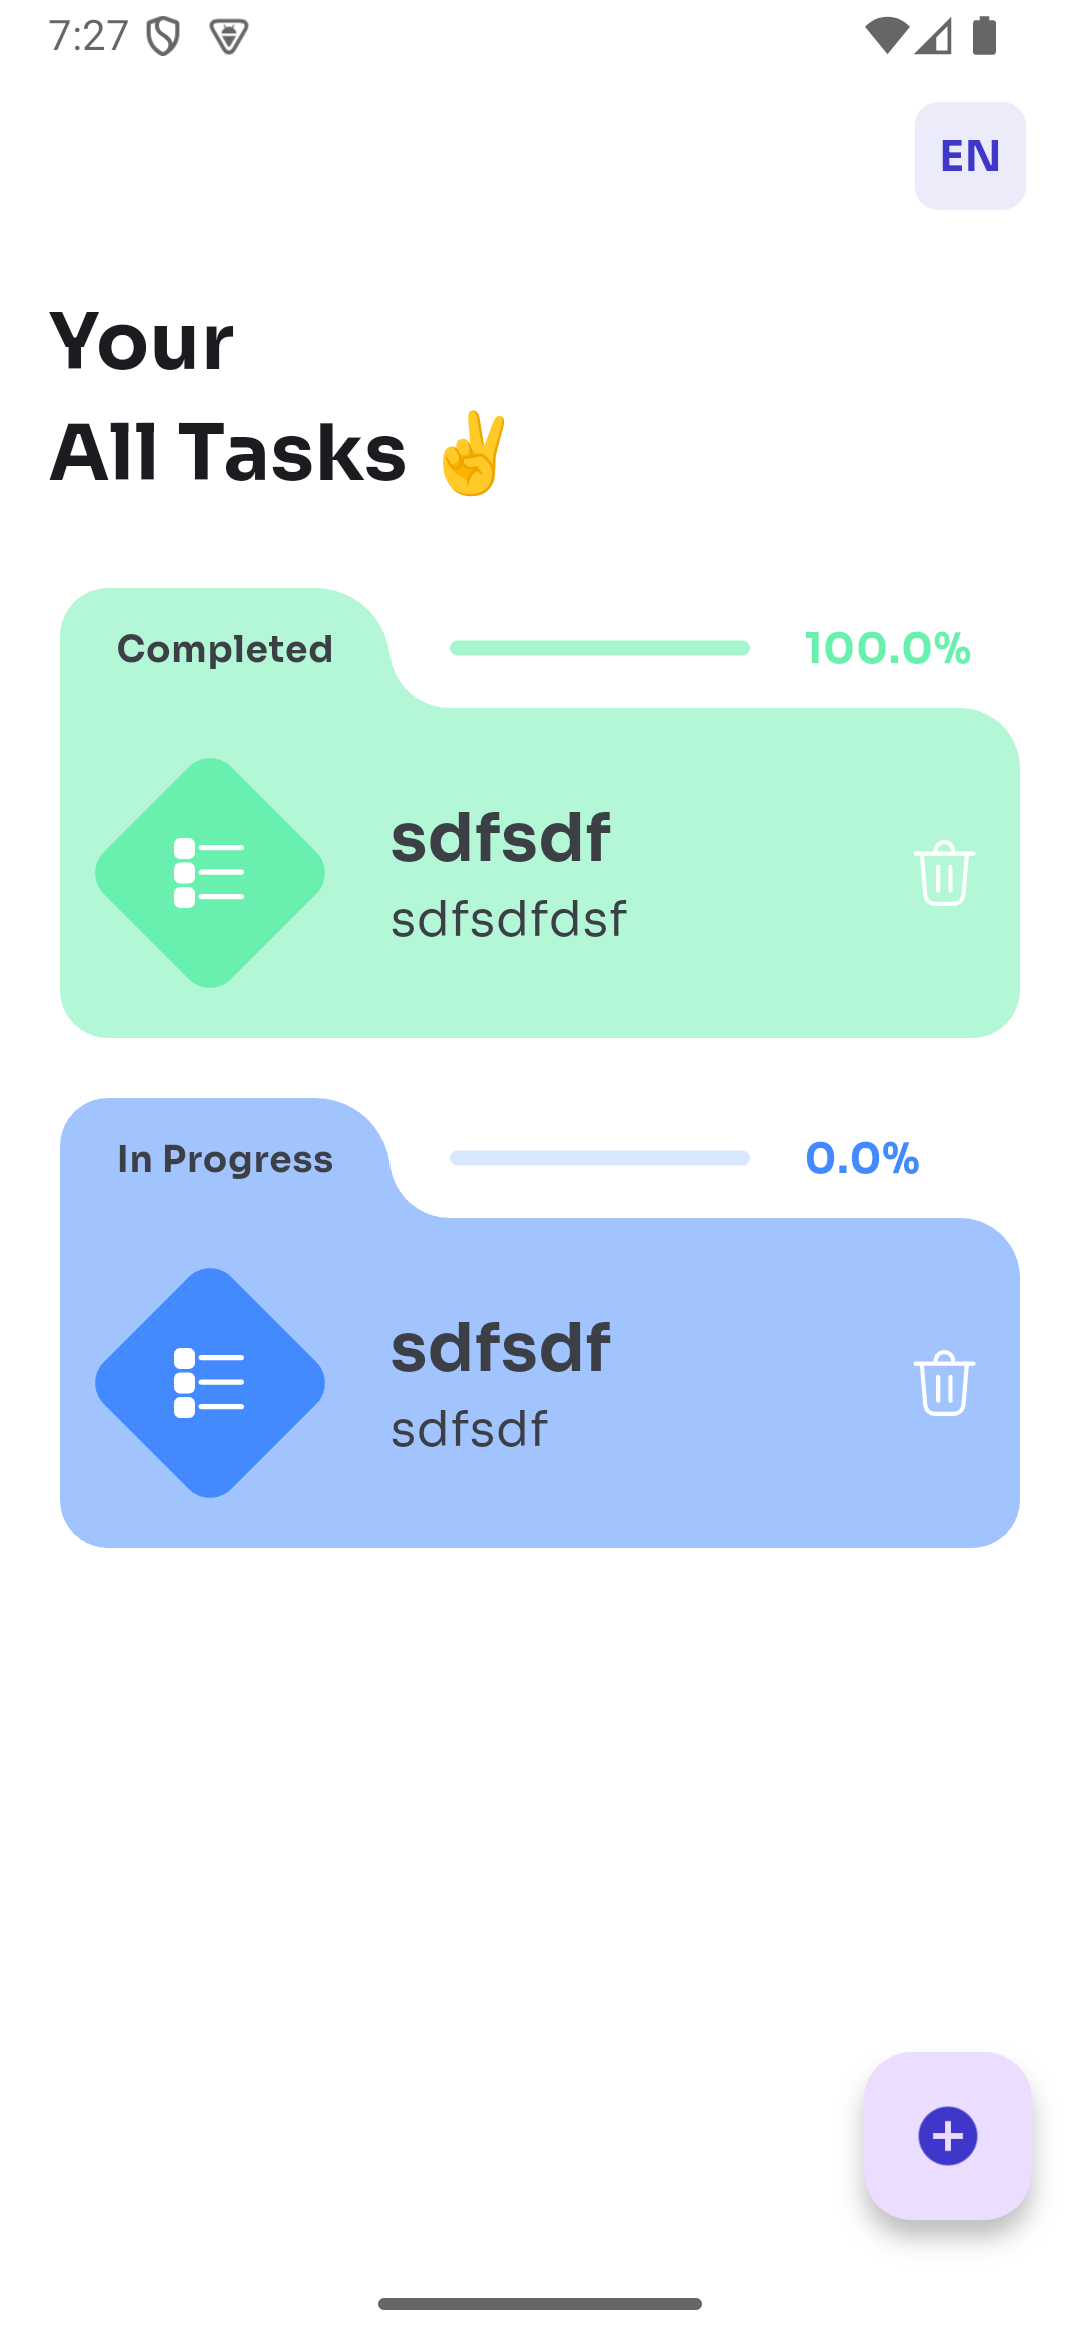 7:27
EN
Your
All Tasks ✌️
Completed
100.0%
sdfsdf
sdfsdfdsf
In Progress
0.0%
sdfsdf
sdfsdf